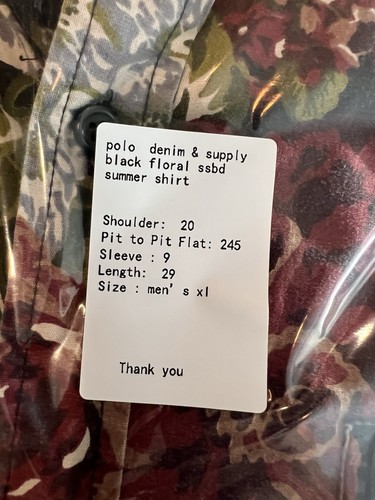 polo denim & supply
black floral ssbd
summer shirt
Shoulder: 20
Pit to Pit Flat: 245
Sleeve : 9
Length: 29
Size : men's xl
Thank you